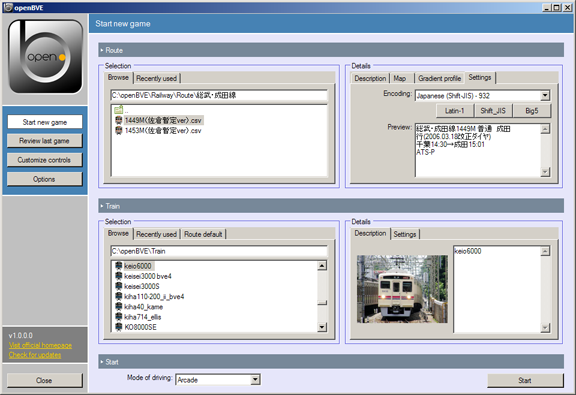 openBVE
open
Start new game
Start new game
Review last game
Customize controls
Options
v1.0.0.0
Visit official homepage
Check for updates
Close
Route
Selection
Browse
Recently used
C:\openBVE\Railway\Route\総武・成田線
..
1449M(佐倉暫定ver).csv
1453M(佐倉暫定ver).csv
Details
Description
Map
Gradient profile
Settings
Encoding:
Japanese (Shift-JIS) - 932
Latin-1
Shift_JIS
Big5
Preview:
総武・成田線1449M 普通 成田
行(2006.03.18改正ダイヤ)
千葉14:30→成田15:01
ATS-P
Train
Selection
Browse
Recently used
Route default
C:\openBVE\Train
keio6000
keisei3000 bve4
keisei3000S
kiha110-200_ii_bve4
kiha40_kame
kiha714_ellis
KO8000SE
Details
Description
Settings
keio6000
Start
Mode of driving:
Arcade
Start